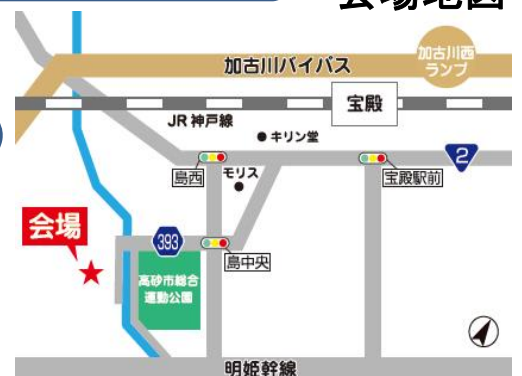 会場地図
加古川西
ランプ
加古川バイパス
宝殿
JR 神戸線
キリン堂
2
島西
モリス
宝殿駅前
会場
393
島中央
高砂市総合
運動公園
明姫幹線